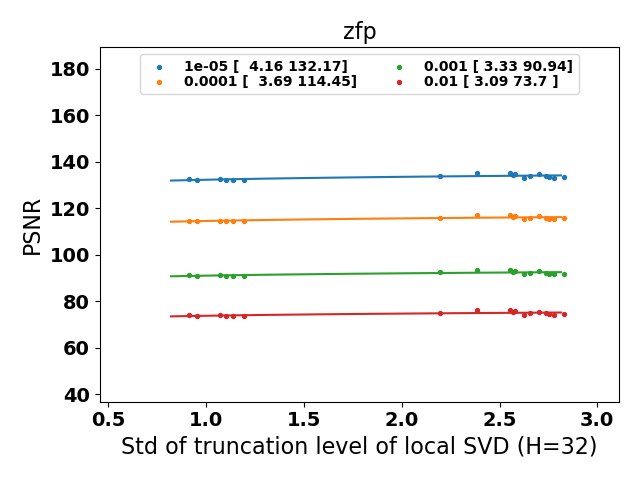 zfp
1e-05 [  4.16 132.17]
0.0001 [  3.69 114.45]
0.001 [ 3.33 90.94]
0.01 [ 3.09 73.7 ]
PSNR
180
160
140
120
100
80
60
40
0.5 1.0 1.5 2.0 2.5 3.0
Std of truncation level of local SVD (H=32)